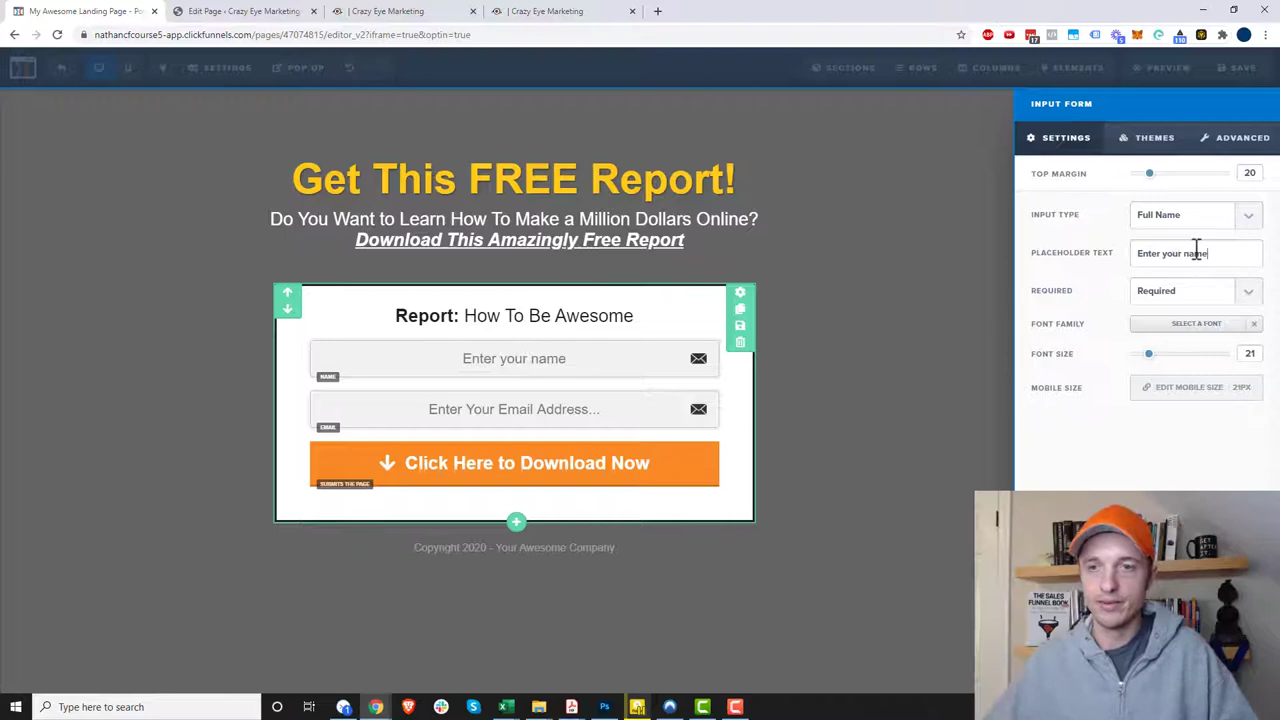 My Awesome Landing Page - Po
Edit Page ‹ Crazy Eye Marketing
| Crazy Eye Marketing
| Crazy Eye Marketing
nathancfcourse5-app.clickfunnels.com/pages/47074815/editor_v2?iframe=true&optin=true
SETTINGS
POP UP
SECTIONS
ROWS
COLUMNS
ELEMENTS
PREVIEW
SAVE
INPUT FORM
SETTINGS
THEMES
ADVANCED
TOP MARGIN
20
INPUT TYPE
Full Name
PLACEHOLDER TEXT
Enter your name
REQUIRED
Required
FONT FAMILY
SELECT A FONT
FONT SIZE
21
MOBILE SIZE
EDIT MOBILE SIZE 21PX
Get This FREE Report!
Do You Want to Learn How To Make a Million Dollars Online?
Download This Amazingly Free Report
Report: How To Be Awesome
Enter your name
NAME
Enter Your Email Address...
EMAIL
Click Here to Download Now
SUBMITS THE PAGE
Copyright 2020 - Your Awesome Company
GET
AFTER
IT.
THE SALES
FUNNEL BOOK
Type here to search